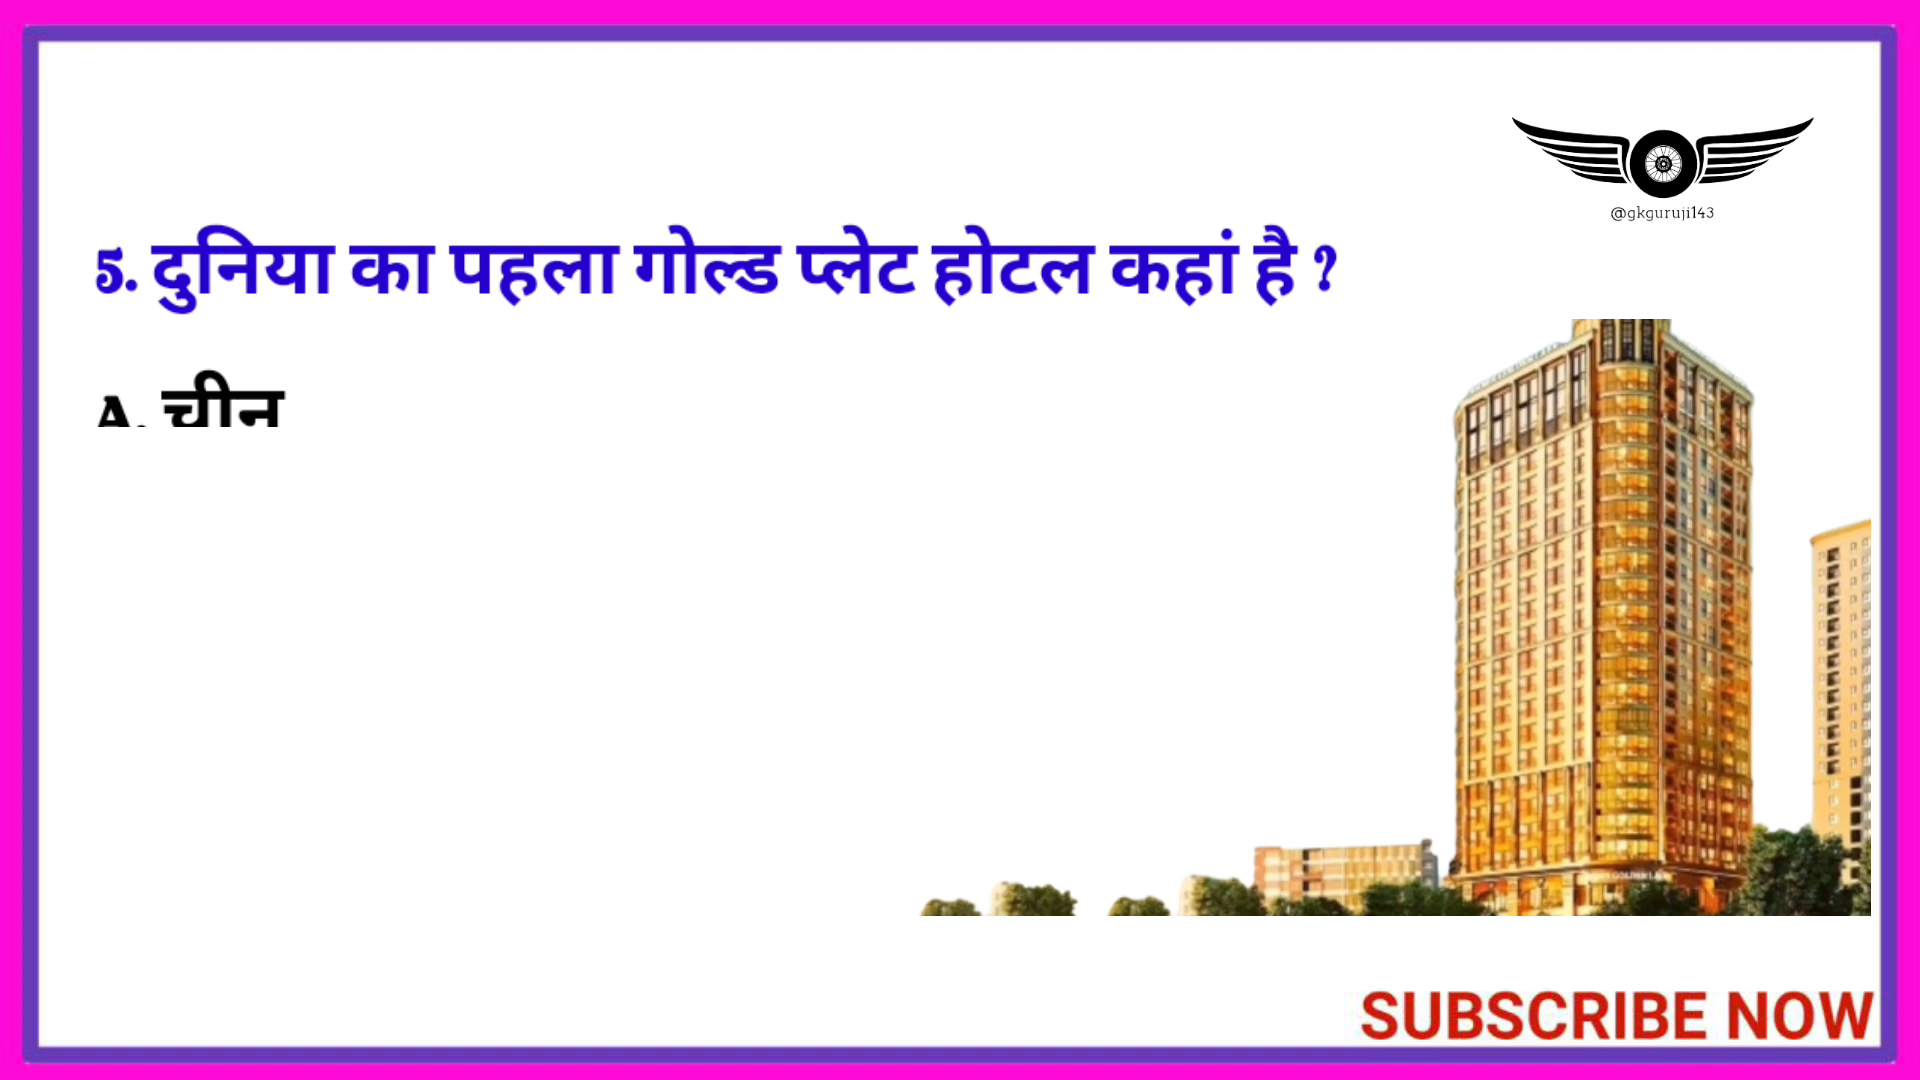 @gkguruji143
5. दुनिया का पहला गोल्ड प्लेट होटल कहां है ?
A. चीन
SUBSCRIBE NOW